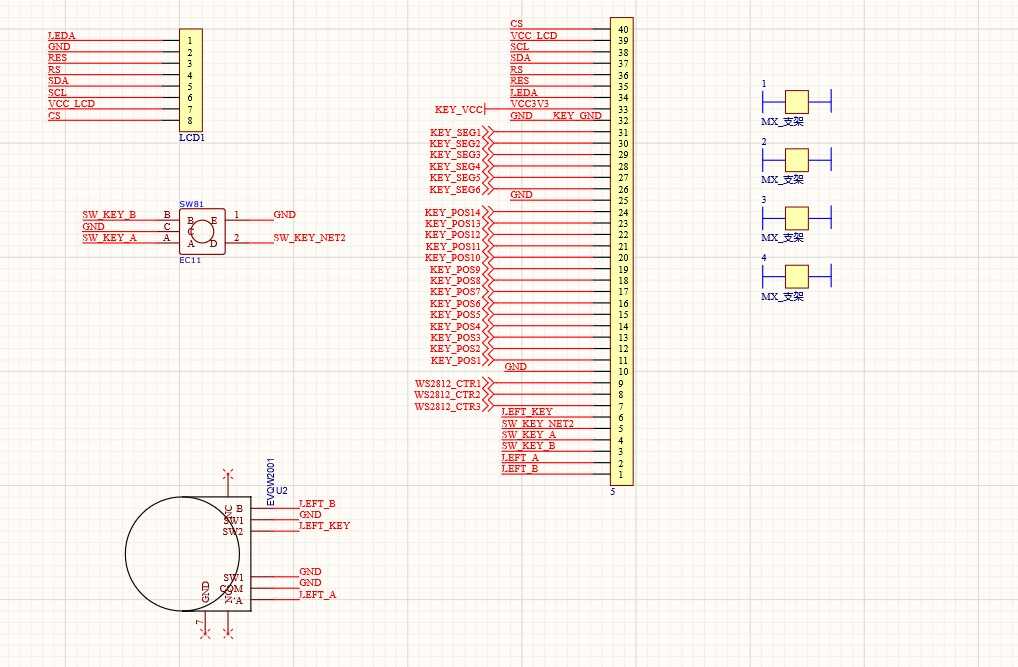 LEDA
GND
RES
RS
SDA
SCL
VCC_LCD
CS
1
2
3
4
5
6
7
8
LCD1
SW81
SW_KEY_B B B E 1 GND
GND C C
SW_KEY_A A A D 2 SW_KEY_NET2
EC11
EVQW2001
U2
NC B LEFT_B
SW1 GND
SW2 LEFT_KEY
SW1 GND
COM GND
A LEFT_A
GND
NC
7
CS 40
VCC_LCD 39
SCL 38
SDA 37
RS 36
RES 35
LEDA 34
KEY_VCC VCC3V3 33
GND KEY_GND 32
KEY_SEG1 31
KEY_SEG2 30
KEY_SEG3 29
KEY_SEG4 28
KEY_SEG5 27
KEY_SEG6 26
GND 25
KEY_POS14 24
KEY_POS13 23
KEY_POS12 22
KEY_POS11 21
KEY_POS10 20
KEY_POS9 19
KEY_POS8 18
KEY_POS7 17
KEY_POS6 16
KEY_POS5 15
KEY_POS4 14
KEY_POS3 13
KEY_POS2 12
KEY_POS1 11
GND 10
WS2812_CTR1 9
WS2812_CTR2 8
WS2812_CTR3 7
LEFT_KEY 6
SW_KEY_NET2 5
SW_KEY_A 4
SW_KEY_B 3
LEFT_A 2
LEFT_B 1
5
1
MX_支架
2
MX_支架
3
MX_支架
4
MX_支架